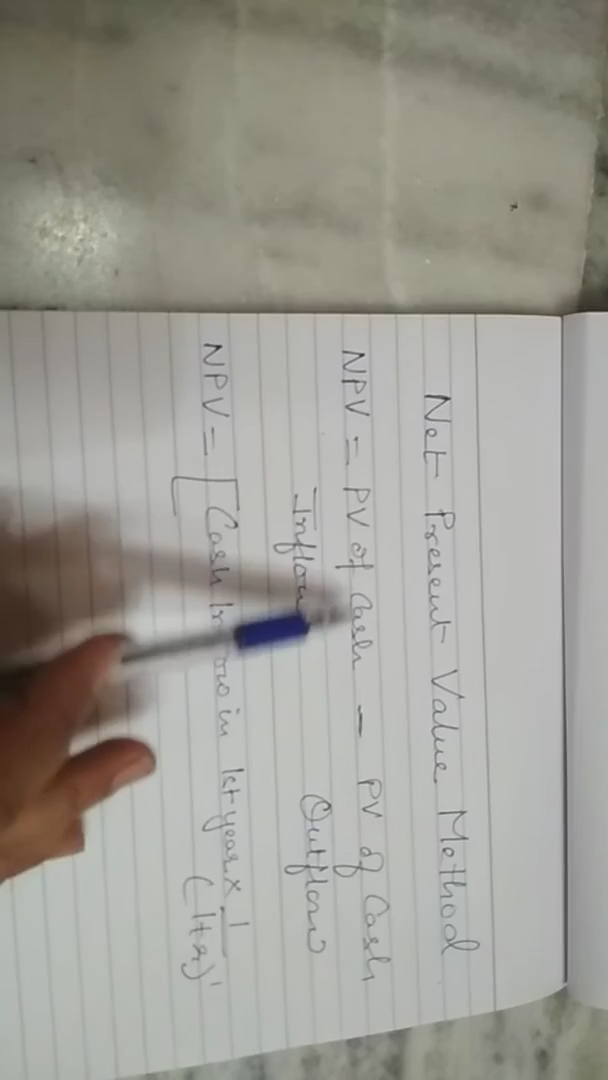 Net Present Value Method
NPV = PV of Cash - PV of Cash
Inflow Outflow
NPV = [Cash in 1st year x 1
(1+r)¹